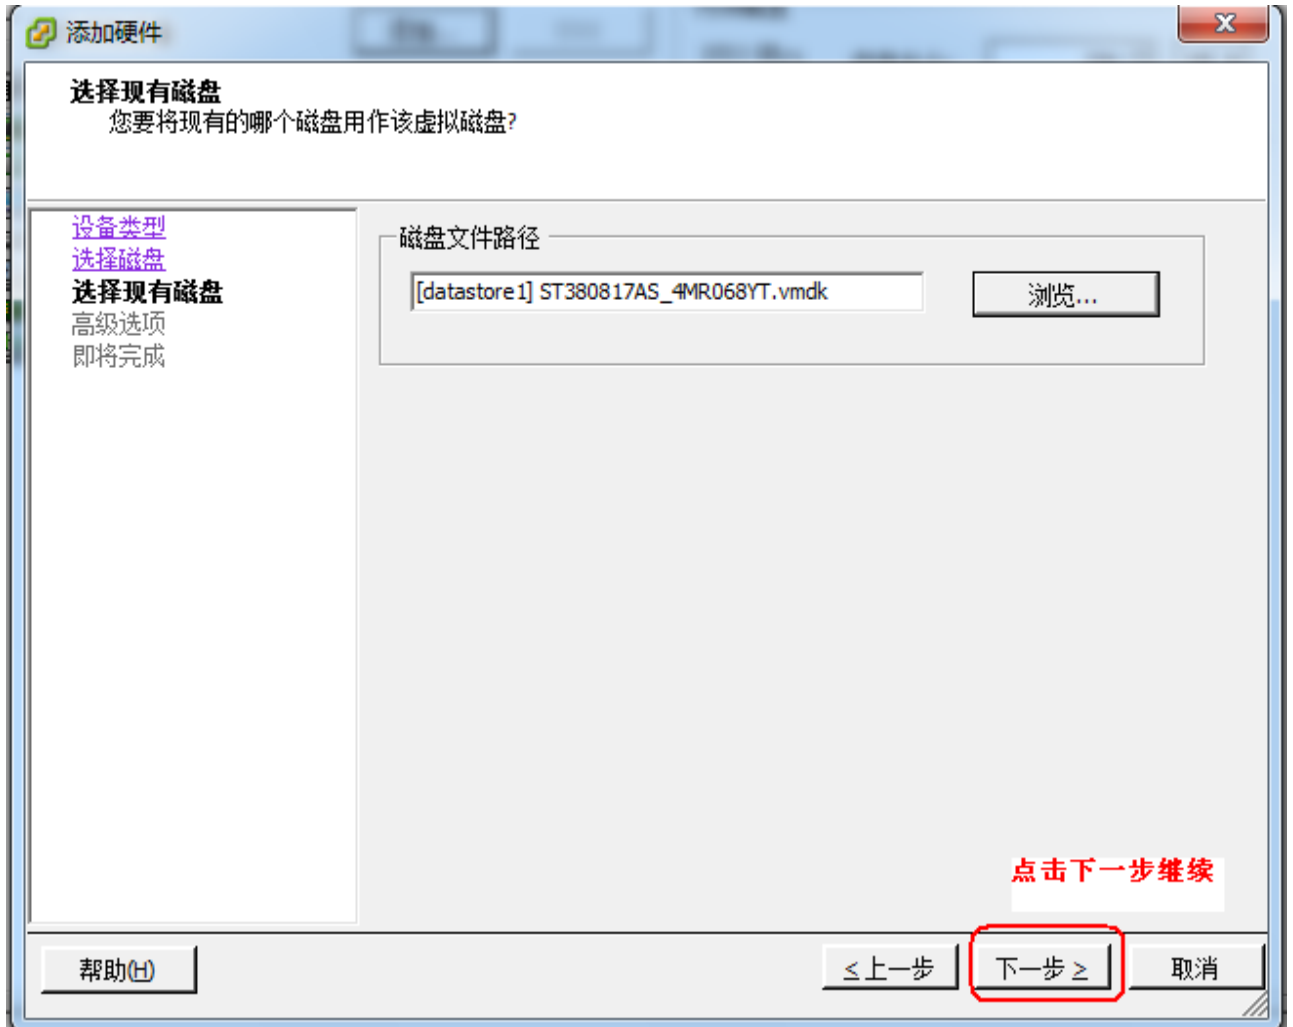 添加硬件
选择现有磁盘
您要将现有的哪个磁盘用作该虚拟磁盘?
设备类型
选择磁盘
选择现有磁盘
高级选项
即将完成
磁盘文件路径
[datastore1] ST380817AS_4MR068YT.vmdk
浏览...
点击下一步继续
帮助(H)
≤上一步
下一步≥
取消